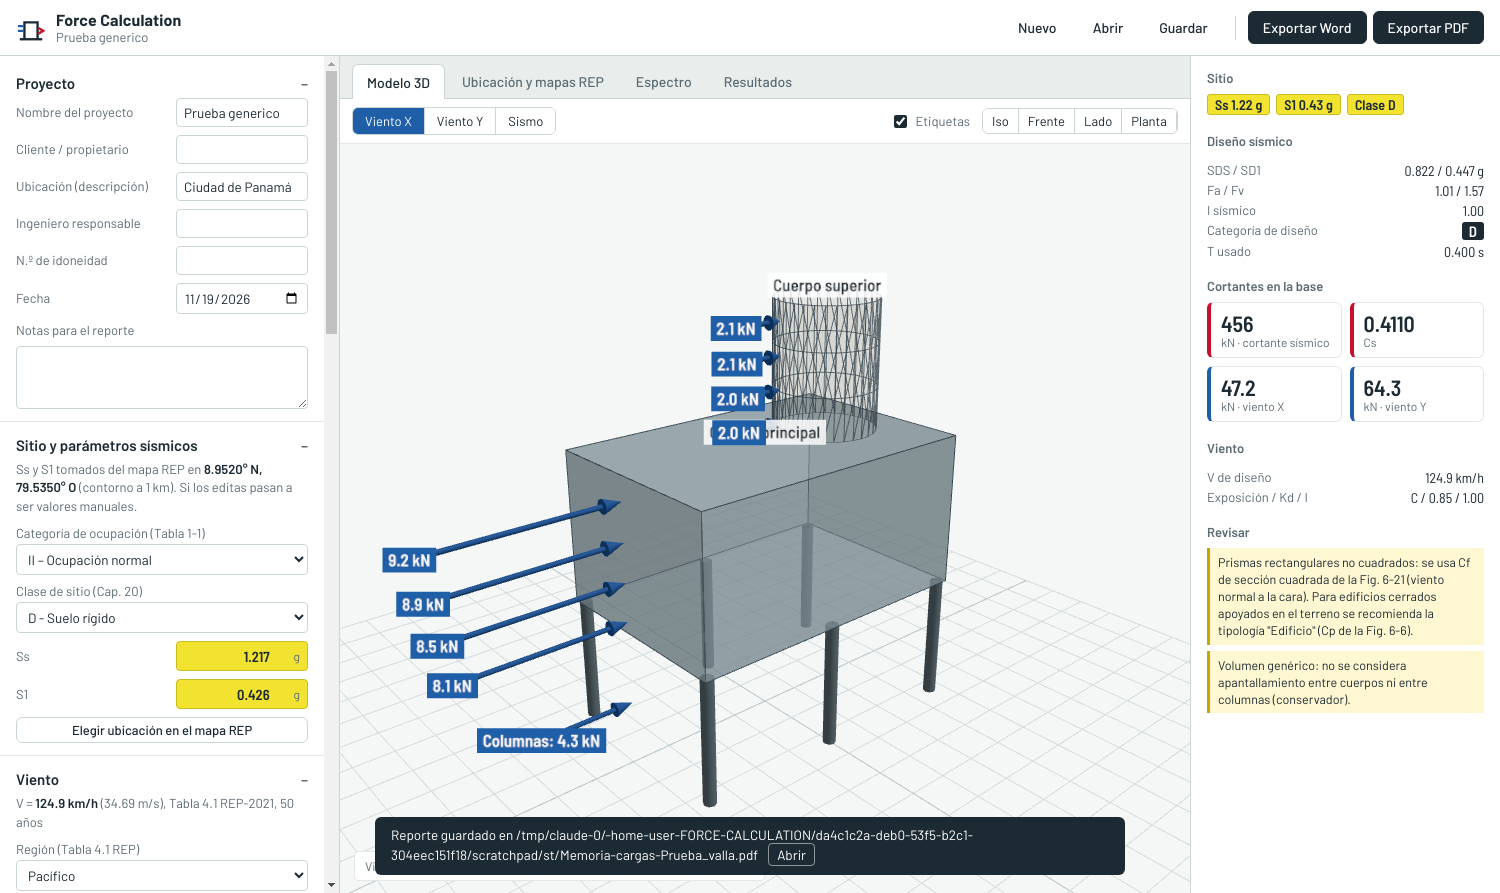 Force Calculation
Prueba generico
Nuevo
Abrir
Guardar
Exportar Word
Exportar PDF
Proyecto
Nombre del proyecto
Prueba generico
Cliente / propietario
Ubicación (descripción)
Ciudad de Panamá
Ingeniero responsable
N.º de idoneidad
Fecha
11/19/2026
Notas para el reporte
Sitio y parámetros sísmicos
Ss y S1 tomados del mapa REP en 8.9520° N,
79.5350° O (contorno a 1 km). Si los editas pasan a
ser valores manuales.
Categoría de ocupación (Tabla 1-1)
II – Ocupación normal
Clase de sitio (Cap. 20)
D - Suelo rígido
Ss
1.217 g
S1
0.426 g
Elegir ubicación en el mapa REP
Viento
V = 124.9 km/h (34.69 m/s), Tabla 4.1 REP-2021, 50
años
Región (Tabla 4.1 REP)
Pacífico
Modelo 3D
Ubicación y mapas REP
Espectro
Resultados
Viento X
Viento Y
Sismo
Etiquetas
Iso
Frente
Lado
Planta
Cuerpo superior
2.1 kN
2.1 kN
2.0 kN
2.0 kN
principal
9.2 kN
8.9 kN
8.5 kN
8.1 kN
Columnas: 4.3 kN
Reporte guardado en /tmp/claude-0/-home-user-FORCE-CALCULATION/da4c1c2a-deb0-53f5-b2c1-
304eec151f18/scratchpad/st/Memoria-cargas-Prueba_valla.pdf
Abrir
Sitio
Ss 1.22 g
S1 0.43 g
Clase D
Diseño sísmico
SDS / SD1
0.822 / 0.447 g
Fa / Fv
1.01 / 1.57
I sísmico
1.00
Categoría de diseño
D
T usado
0.400 s
Cortantes en la base
456
kN · cortante sísmico
0.4110
Cs
47.2
kN · viento X
64.3
kN · viento Y
Viento
V de diseño
124.9 km/h
Exposición / Kd / I
C / 0.85 / 1.00
Revisar
Prismas rectangulares no cuadrados: se usa Cf
de sección cuadrada de la Fig. 6-21 (viento
normal a la cara). Para edificios cerrados
apoyados en el terreno se recomienda la
tipología "Edificio" (Cp de la Fig. 6-6).
Volumen genérico: no se considera
apantallamiento entre cuerpos ni entre
columnas (conservador).